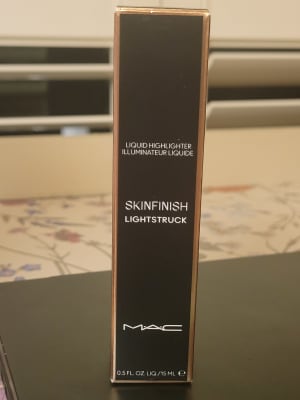 LIQUID HIGHLIGHTER
ILLUMINATEUR LIQUIDE
SKINFINISH
LIGHTSTRUCK
MAC
0.5 FL. OZ. LIQ./15 ML ℮